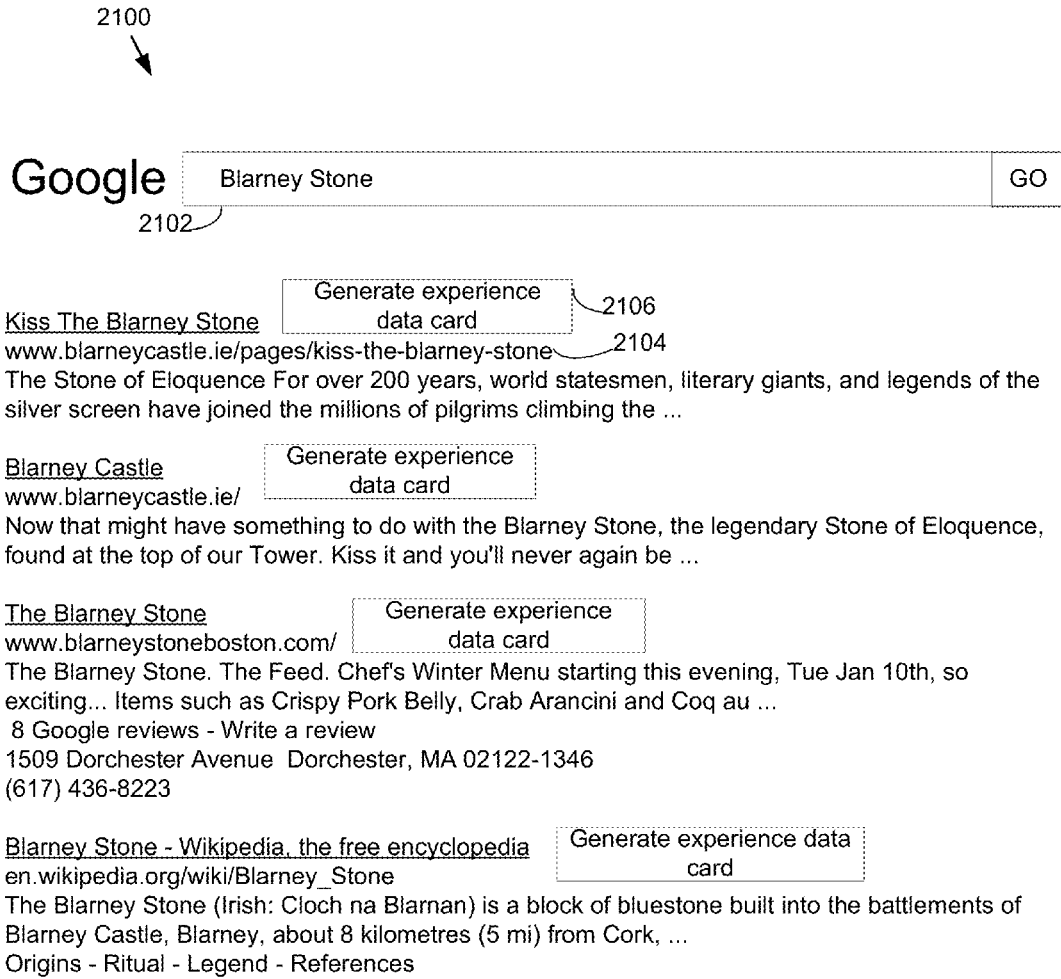 2100
Google Blarney Stone GO
2102
Generate experience
data card
2106
Kiss The Blarney Stone
www.blarneycastle.ie/pages/kiss-the-blarney-stone 2104
The Stone of Eloquence For over 200 years, world statesmen, literary giants, and legends of the
silver screen have joined the millions of pilgrims climbing the ...
Blarney Castle
Generate experience
data card
www.blarneycastle.ie/
Now that might have something to do with the Blarney Stone, the legendary Stone of Eloquence,
found at the top of our Tower. Kiss it and you'll never again be ...
The Blarney Stone
Generate experience
data card
www.blarneystoneboston.com/
The Blarney Stone. The Feed. Chef's Winter Menu starting this evening, Tue Jan 10th, so
exciting... Items such as Crispy Pork Belly, Crab Arancini and Coq au ...
8 Google reviews - Write a review
1509 Dorchester Avenue Dorchester, MA 02122-1346
(617) 436-8223
Blarney Stone - Wikipedia, the free encyclopedia
Generate experience data
card
en.wikipedia.org/wiki/Blarney_Stone
The Blarney Stone (Irish: Cloch na Blarnan) is a block of bluestone built into the battlements of
Blarney Castle, Blarney, about 8 kilometres (5 mi) from Cork, ...
Origins - Ritual - Legend - References